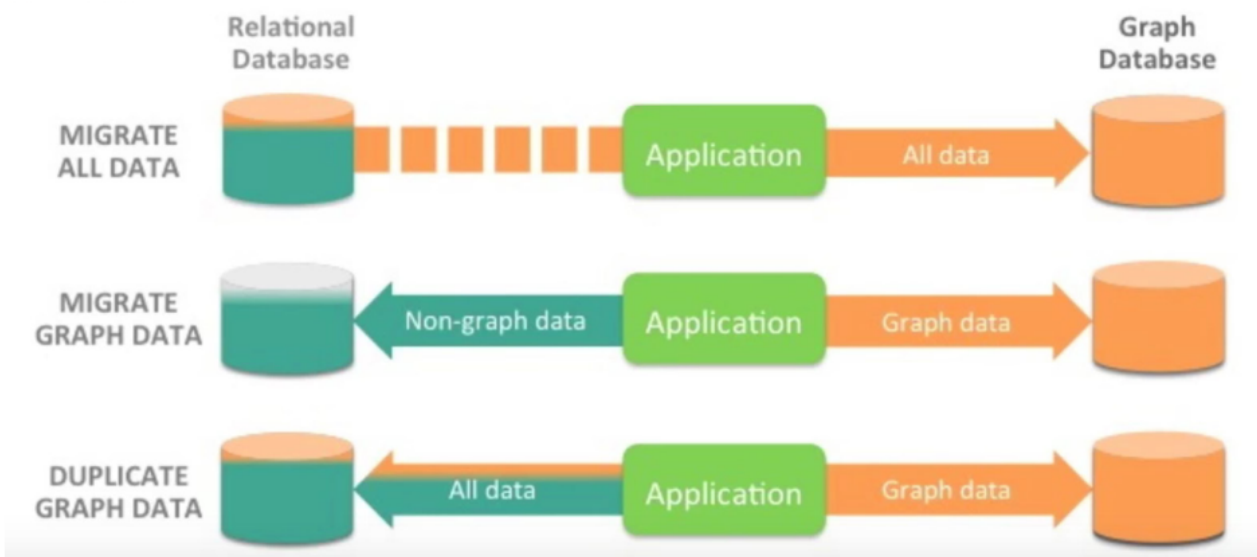 Relational
Database
Graph
Database
MIGRATE
ALL DATA
Application
All data
MIGRATE
GRAPH DATA
Non-graph data
Application
Graph data
DUPLICATE
GRAPH DATA
All data
Application
Graph data